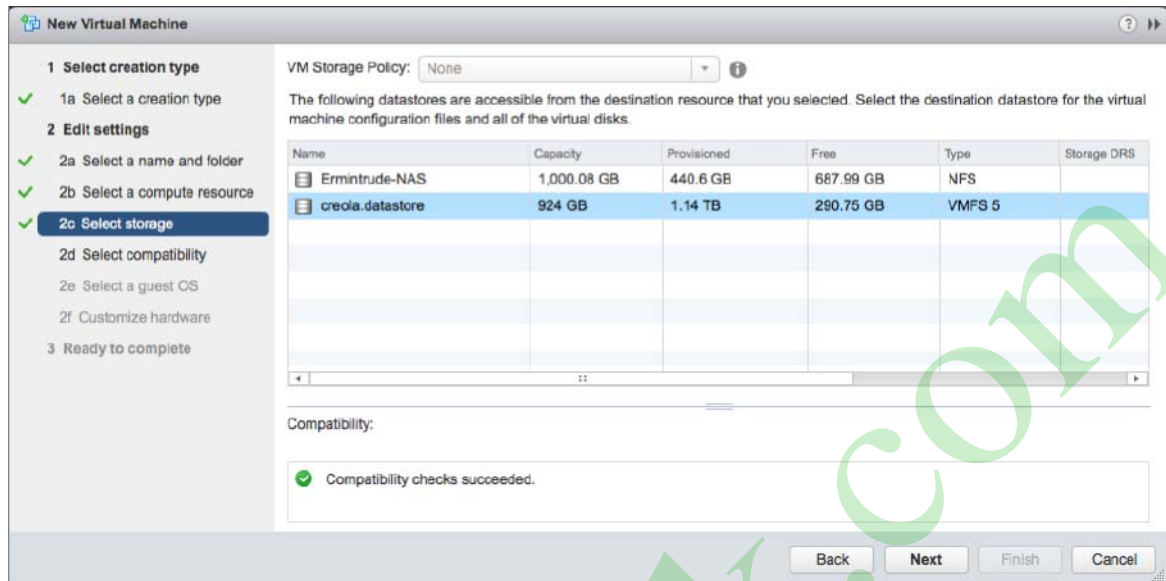 New Virtual Machine
1 Select creation type
1a Select a creation type
2 Edit settings
2a Select a name and folder
2b Select a compute resource
2c Select storage
2d Select compatibility
2e Select a guest OS
2f Customize hardware
3 Ready to complete
VM Storage Policy: None
The following datastores are accessible from the destination resource that you selected. Select the destination datastore for the virtual
machine configuration files and all of the virtual disks.
Name Capacity Provisioned Free Type Storage DRS
Ermintrude-NAS 1,000.08 GB 440.6 GB 687.99 GB NFS
creola.datastore 924 GB 1.14 TB 290.75 GB VMFS 5
Compatibility:
Compatibility checks succeeded.
Back Next Finish Cancel